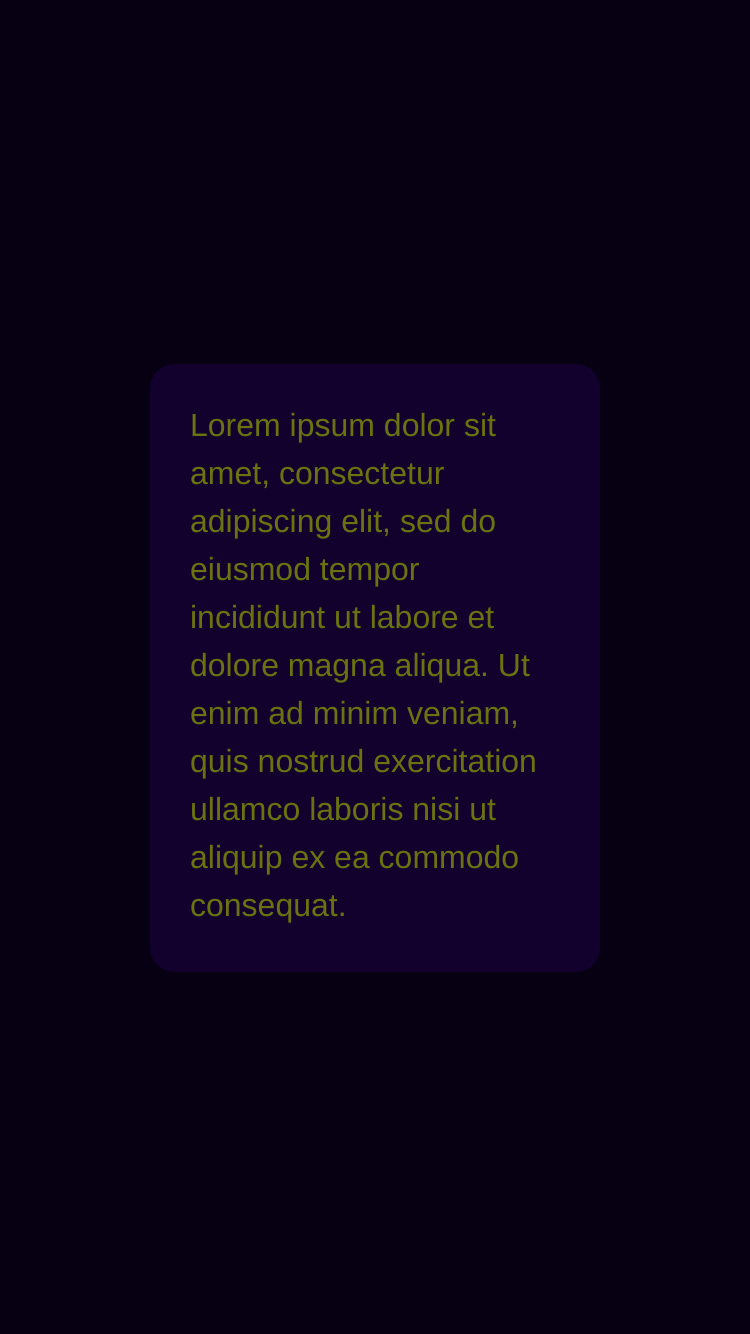 Lorem ipsum dolor sit
amet, consectetur
adipiscing elit, sed do
eiusmod tempor
incididunt ut labore et
dolore magna aliqua. Ut
enim ad minim veniam,
quis nostrud exercitation
ullamco laboris nisi ut
aliquip ex ea commodo
consequat.